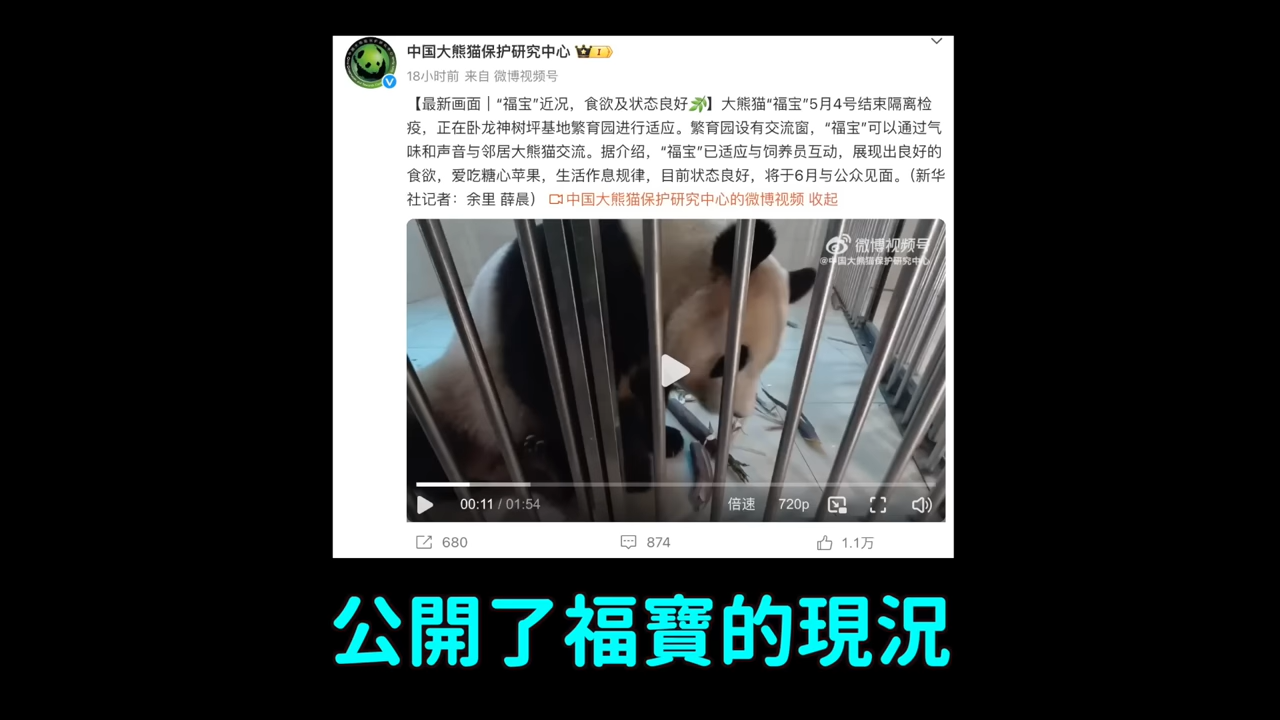 中国大熊猫保护研究中心
18小时前 来自 微博视频号
【最新画面｜“福宝”近况，食欲及状态良好🌿】大熊猫“福宝”5月4号结束隔离检
疫，正在卧龙神树坪基地繁育园进行适应。繁育园设有交流窗，“福宝”可以通过气
味和声音与邻居大熊猫交流。据介绍，“福宝”已适应与饲养员互动，展现出良好的
食欲，爱吃糖心苹果，生活作息规律，目前状态良好，将于6月与公众见面。（新华
社记者：余里 薛晨） 中国大熊猫保护研究中心的微博视频 收起
微博视频号
@中国大熊猫保护研究中心
00:11 / 01:54 倍速 720p
680 874 1.1万
公開了福寶的現況